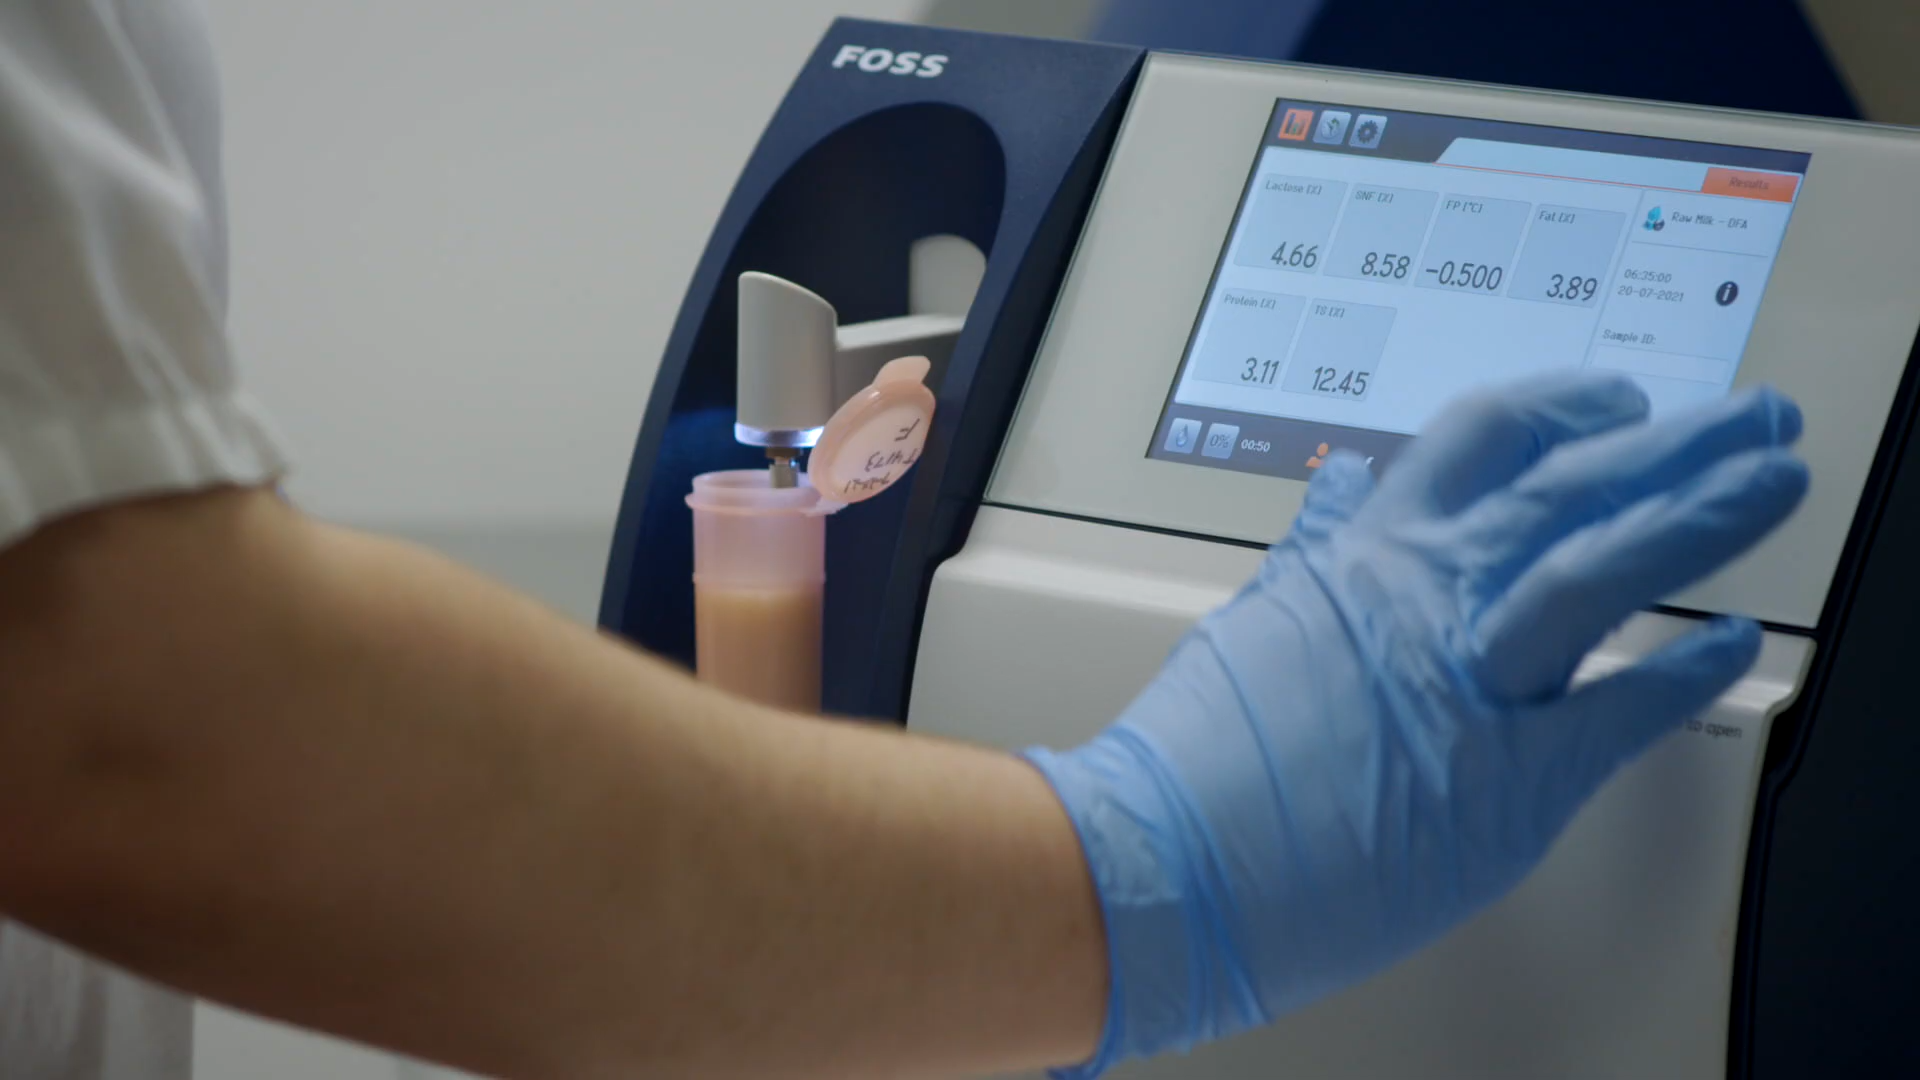 FOSS
Results
Lactose [%]
SNF [%]
FP [°C]
Fat [%]
Raw Milk - DFA
4.66
8.58
-0.500
3.89
06:35:00
20-07-2021
Protein [%]
TS [%]
Sample ID:
3.11
12.45
0%
00:50
F
T4173
to open